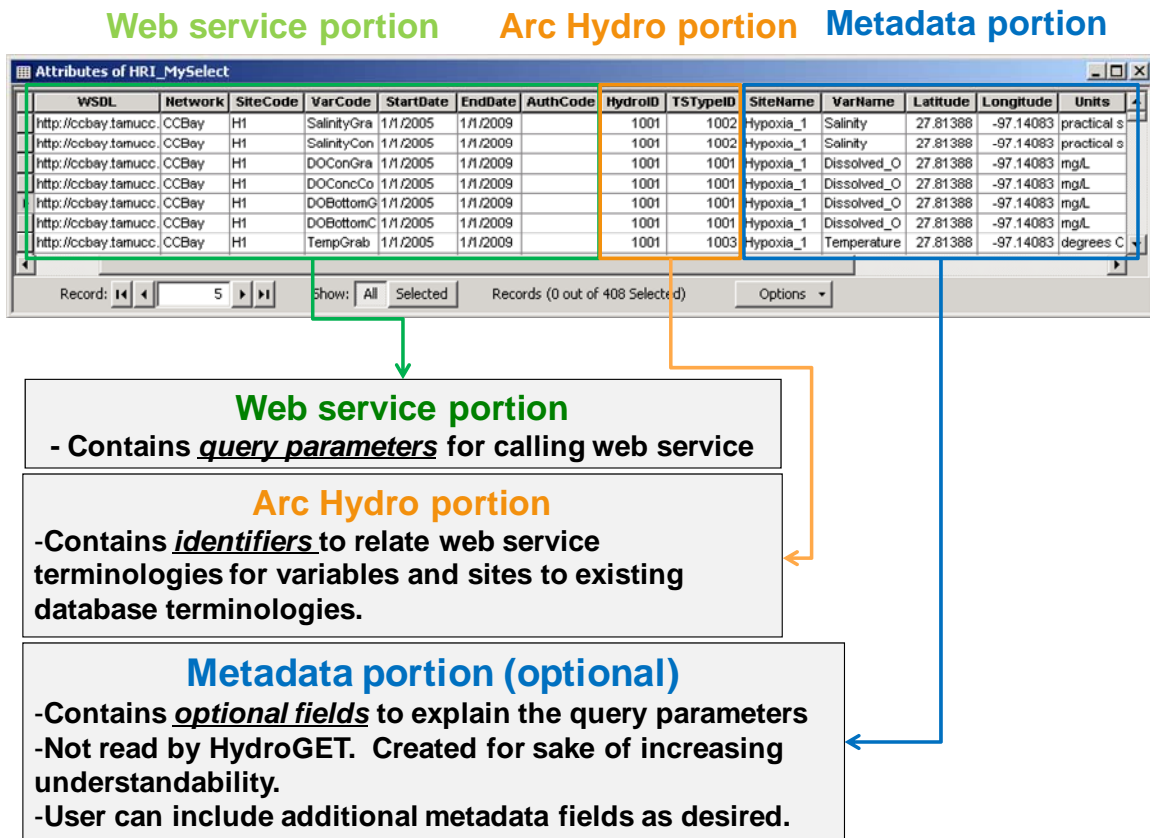 Web service portion Arc Hydro portion Metadata portion
Attributes of HRI_MySelect
WSDL Network SiteCode VarCode StartDate EndDate AuthCode HydroID TSTypeID SiteName VarName Latitude Longitude Units
http://ccbay.tamucc. CCBay H1 SalinityGra 1/1/2005 1/1/2009 1001 1002 Hypoxia_1 Salinity 27.81388 -97.14083 practical s
http://ccbay.tamucc. CCBay H1 SalinityCon 1/1/2005 1/1/2009 1001 1002 Hypoxia_1 Salinity 27.81388 -97.14083 practical s
http://ccbay.tamucc. CCBay H1 DOConGra 1/1/2005 1/1/2009 1001 1001 Hypoxia_1 Dissolved_O 27.81388 -97.14083 mg/L
http://ccbay.tamucc. CCBay H1 DOConcCo 1/1/2005 1/1/2009 1001 1001 Hypoxia_1 Dissolved_O 27.81388 -97.14083 mg/L
http://ccbay.tamucc. CCBay H1 DOBottomG 1/1/2005 1/1/2009 1001 1001 Hypoxia_1 Dissolved_O 27.81388 -97.14083 mg/L
http://ccbay.tamucc. CCBay H1 DOBottomC 1/1/2005 1/1/2009 1001 1001 Hypoxia_1 Dissolved_O 27.81388 -97.14083 mg/L
http://ccbay.tamucc. CCBay H1 TempGrab 1/1/2005 1/1/2009 1001 1003 Hypoxia_1 Temperature 27.81388 -97.14083 degrees C
Record: 5 Show: All Selected Records (0 out of 408 Selected) Options
Web service portion
- Contains query parameters for calling web service
Arc Hydro portion
-Contains identifiers to relate web service
terminologies for variables and sites to existing
database terminologies.
Metadata portion (optional)
-Contains optional fields to explain the query parameters
-Not read by HydroGET. Created for sake of increasing
understandability.
-User can include additional metadata fields as desired.